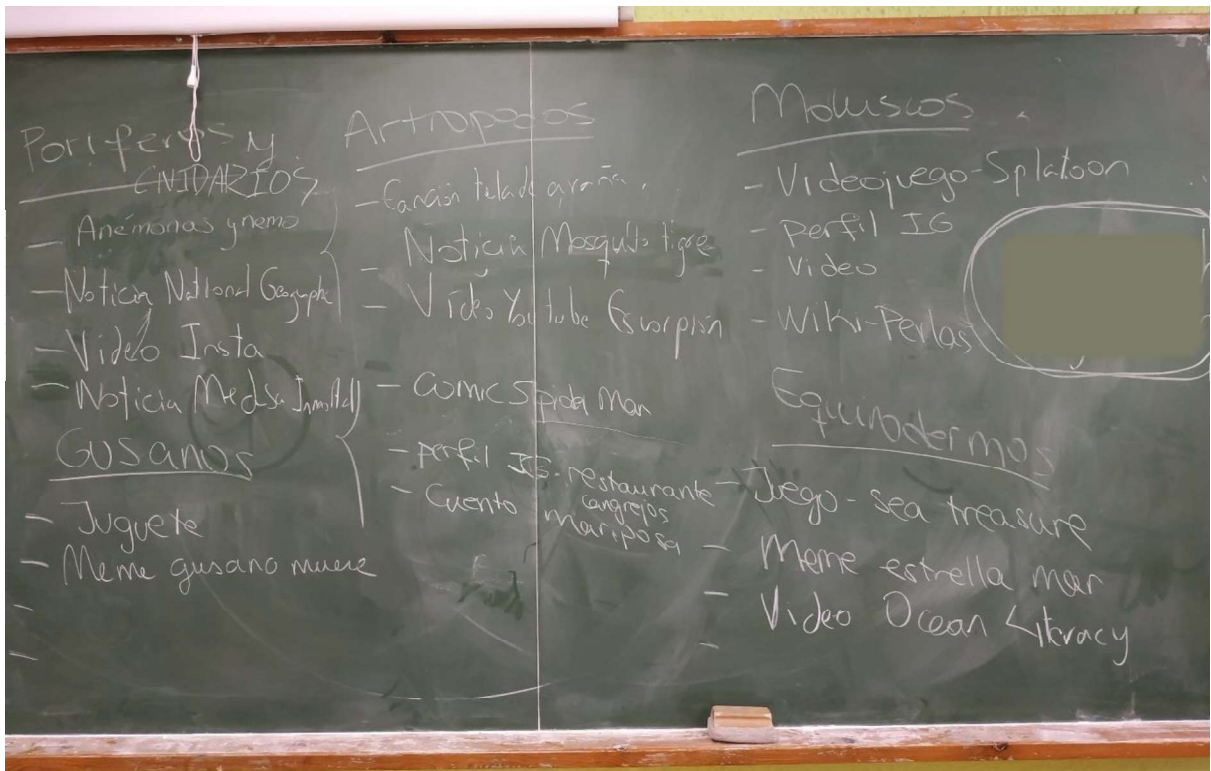 Poriferos y
CNIDARIOS
- Anémonas y nemo
- Noticia National Geographic
- Video Insta
- Noticia Medusa Inmortal
Gusanos
- Juguete
- Meme gusano muere
-
-
Artropodos
- Canción tela de araña
- Noticia Mosquito tigre
- Vídeo Youtube Escorpión
- Comic Spider Man
- perfil IG. restaurante
cangrejos
- Cuento mariposa
Moluscos
- Videojuego - Splatoon
- Perfil IG
- Video
- Wiki - Perlas
Equinodermos
- Juego - sea treasure
- Meme estrella mar
- Video Ocean Literacy
-